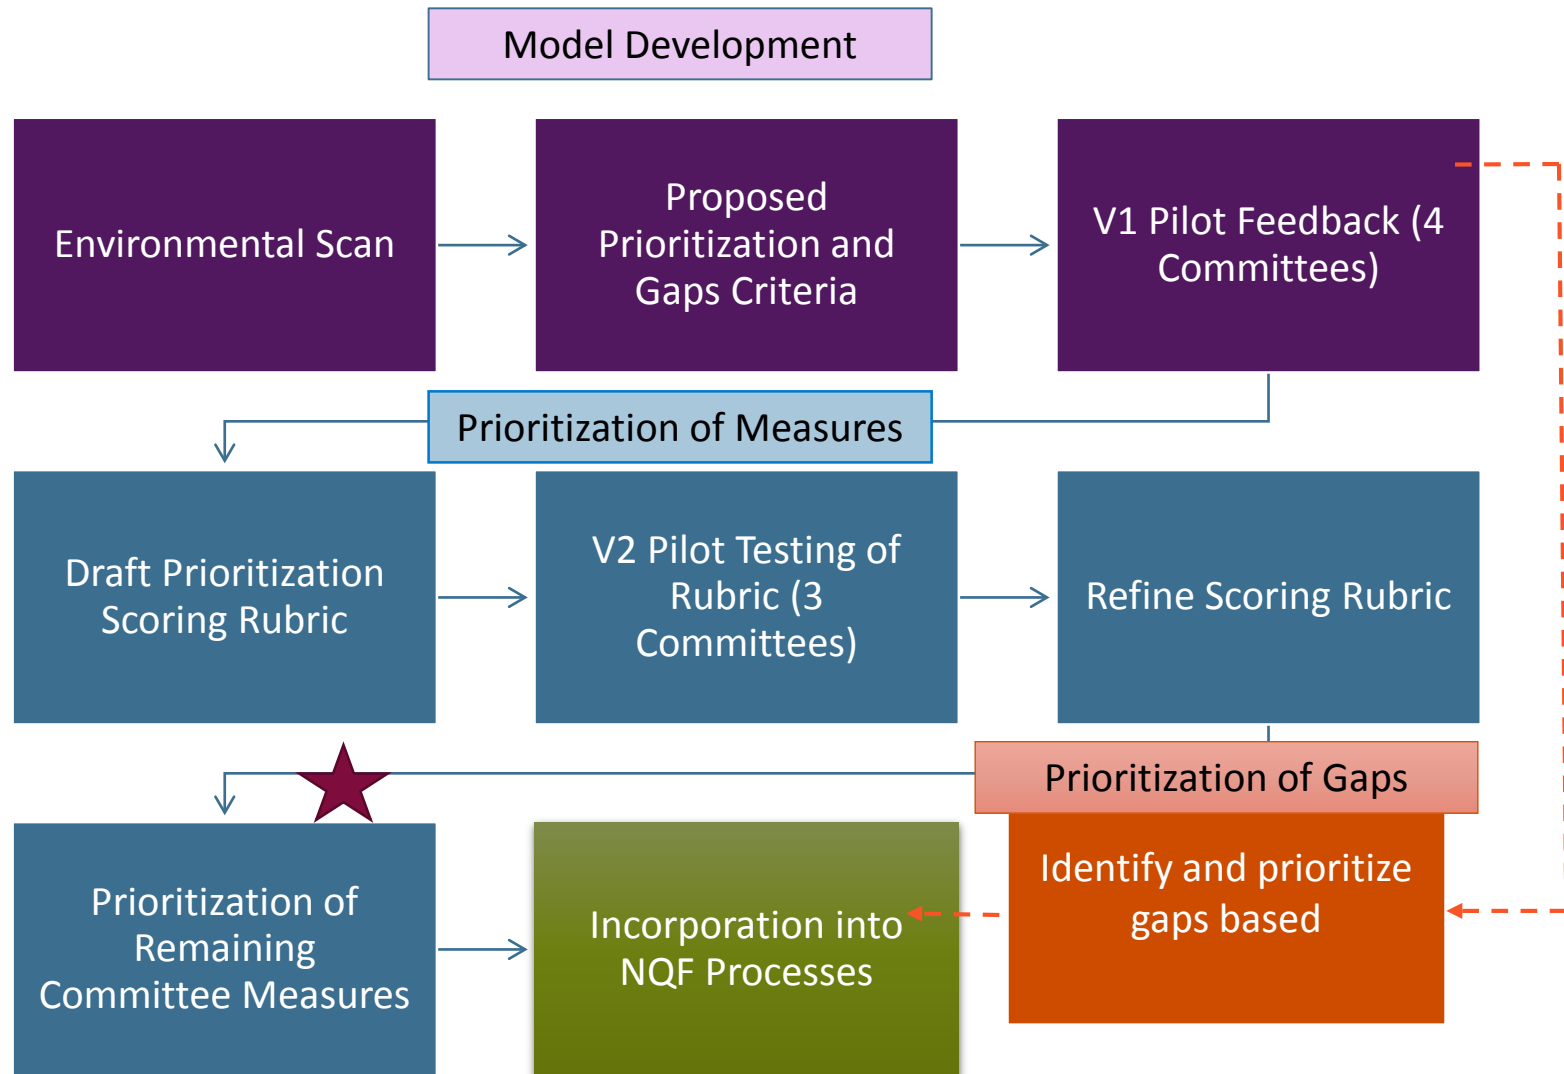 Model Development
Environmental Scan
Proposed
Prioritization and
Gaps Criteria
V1 Pilot Feedback (4
Committees)
Prioritization of Measures
Draft Prioritization
Scoring Rubric
V2 Pilot Testing of
Rubric (3
Committees)
Refine Scoring Rubric
Prioritization of Gaps
Prioritization of
Remaining
Committee Measures
Incorporation into
NQF Processes
Identify and prioritize
gaps based